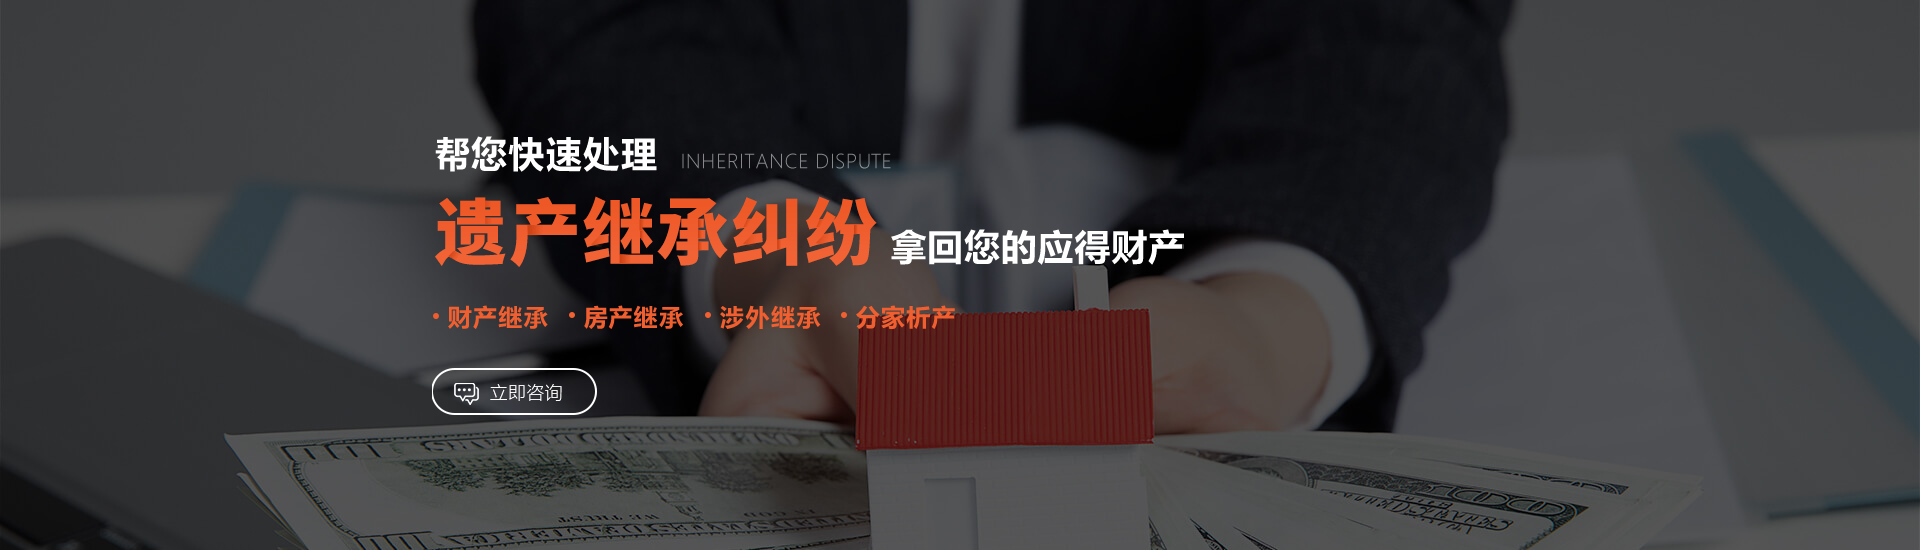 帮您快速处理 INHERITANCE DISPUTE
遗产继承纠纷 拿回您的应得财产
· 财产继承 · 房产继承 · 涉外继承 · 分家析产
立即咨询
WE TRUST